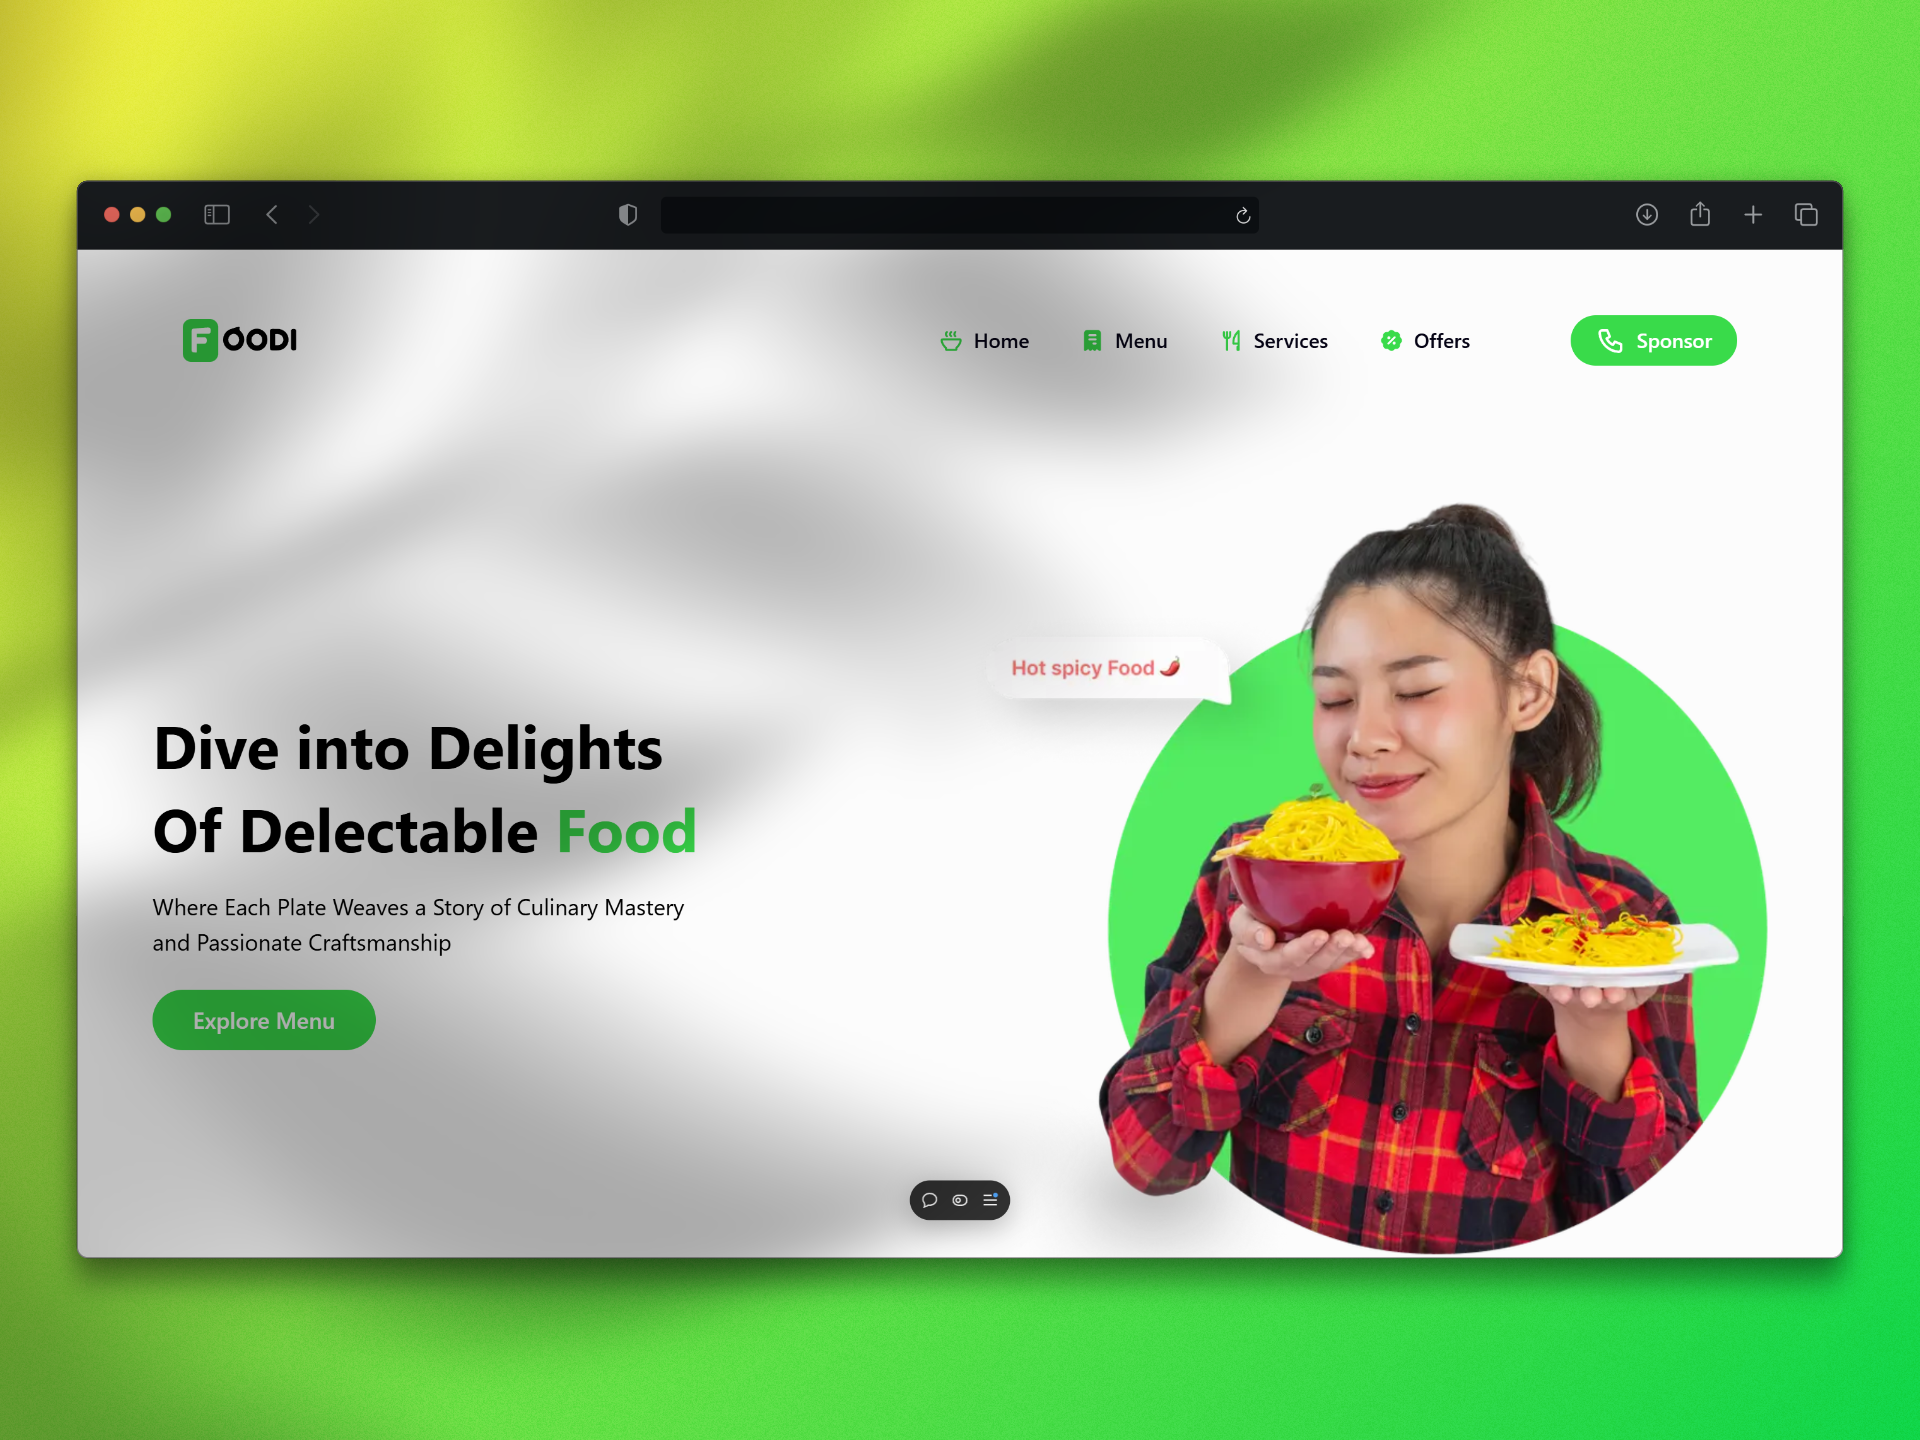 FOODI
Home
Menu
Services
Offers
Sponsor
Hot spicy Food🌶️
Dive into Delights
Of Delectable Food
Where Each Plate Weaves a Story of Culinary Mastery
and Passionate Craftsmanship
Explore Menu